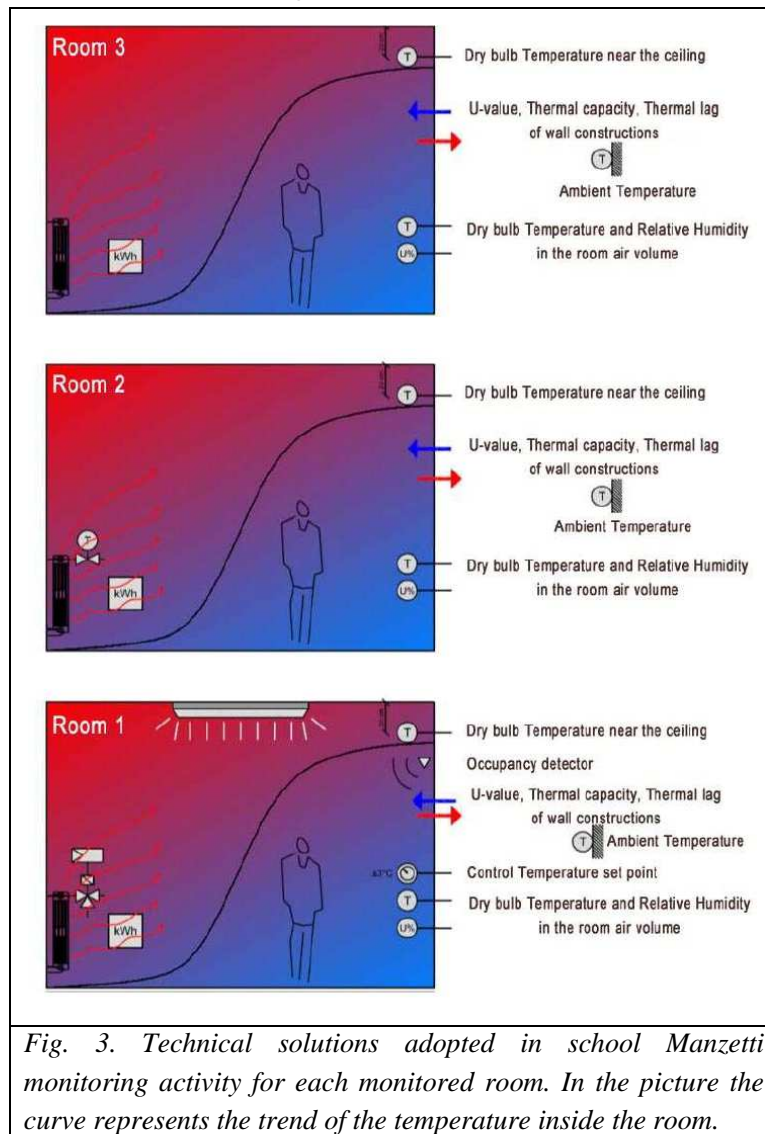 Room 3
T
Dry bulb Temperature near the ceiling
U-value, Thermal capacity, Thermal lag
of wall constructions
T
Ambient Temperature
kWh
T
Dry bulb Temperature and Relative Humidity
U%
in the room air volume
Room 2
T
Dry bulb Temperature near the ceiling
U-value, Thermal capacity, Thermal lag
of wall constructions
T
Ambient Temperature
T
kWh
T
Dry bulb Temperature and Relative Humidity
U%
in the room air volume
Room 1
T
Dry bulb Temperature near the ceiling
Occupancy detector
U-value, Thermal capacity, Thermal lag
of wall constructions
T
Ambient Temperature
Control Temperature set point
kWh
T
Dry bulb Temperature and Relative Humidity
U%
in the room air volume
Fig. 3. Technical solutions adopted in school Manzetti
monitoring activity for each monitored room. In the picture the
curve represents the trend of the temperature inside the room.